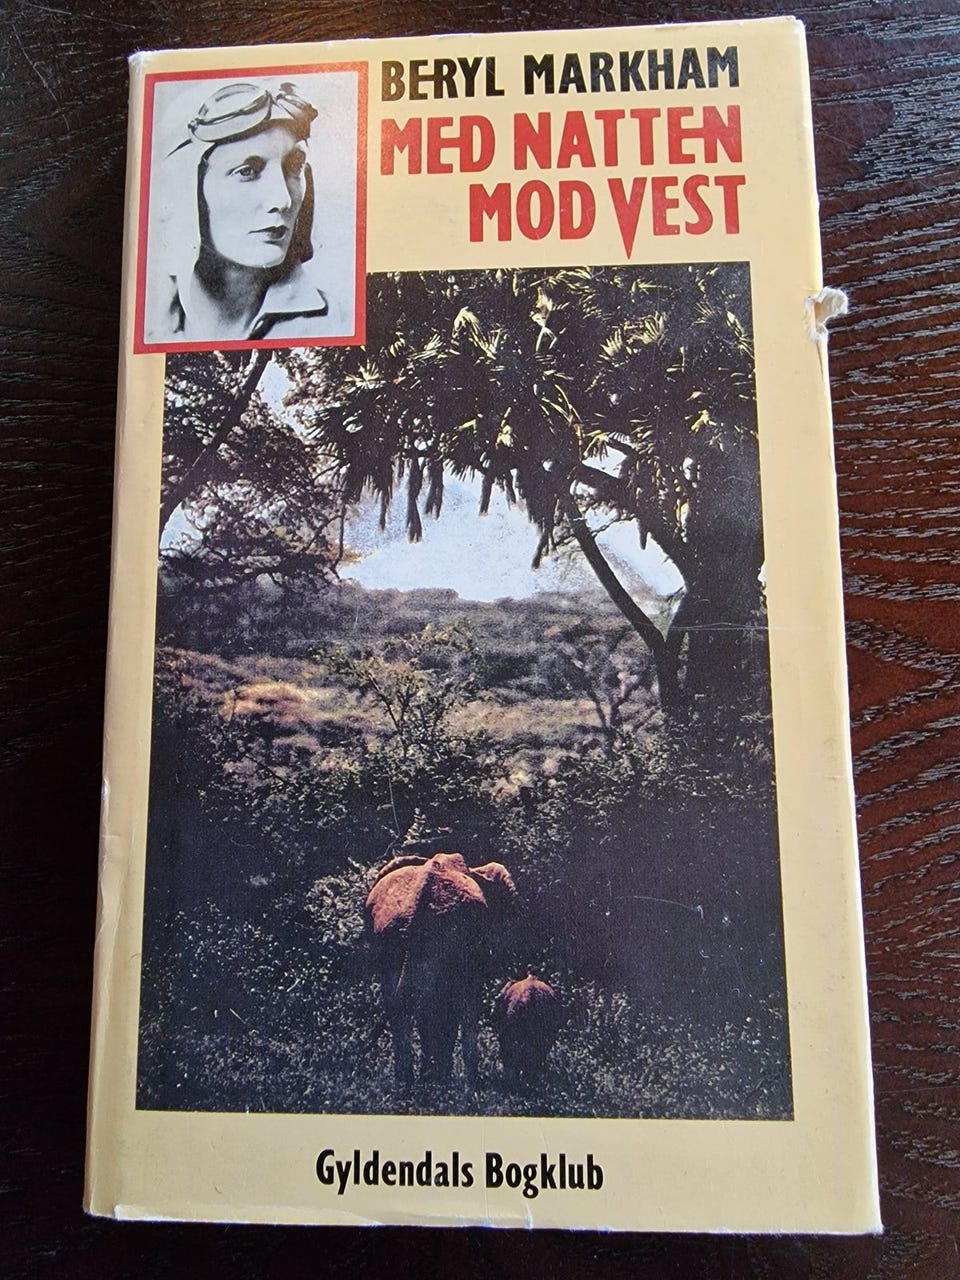 BERYL MARKHAM
MED NATTEN
MOD VEST
Gyldendals Bogklub